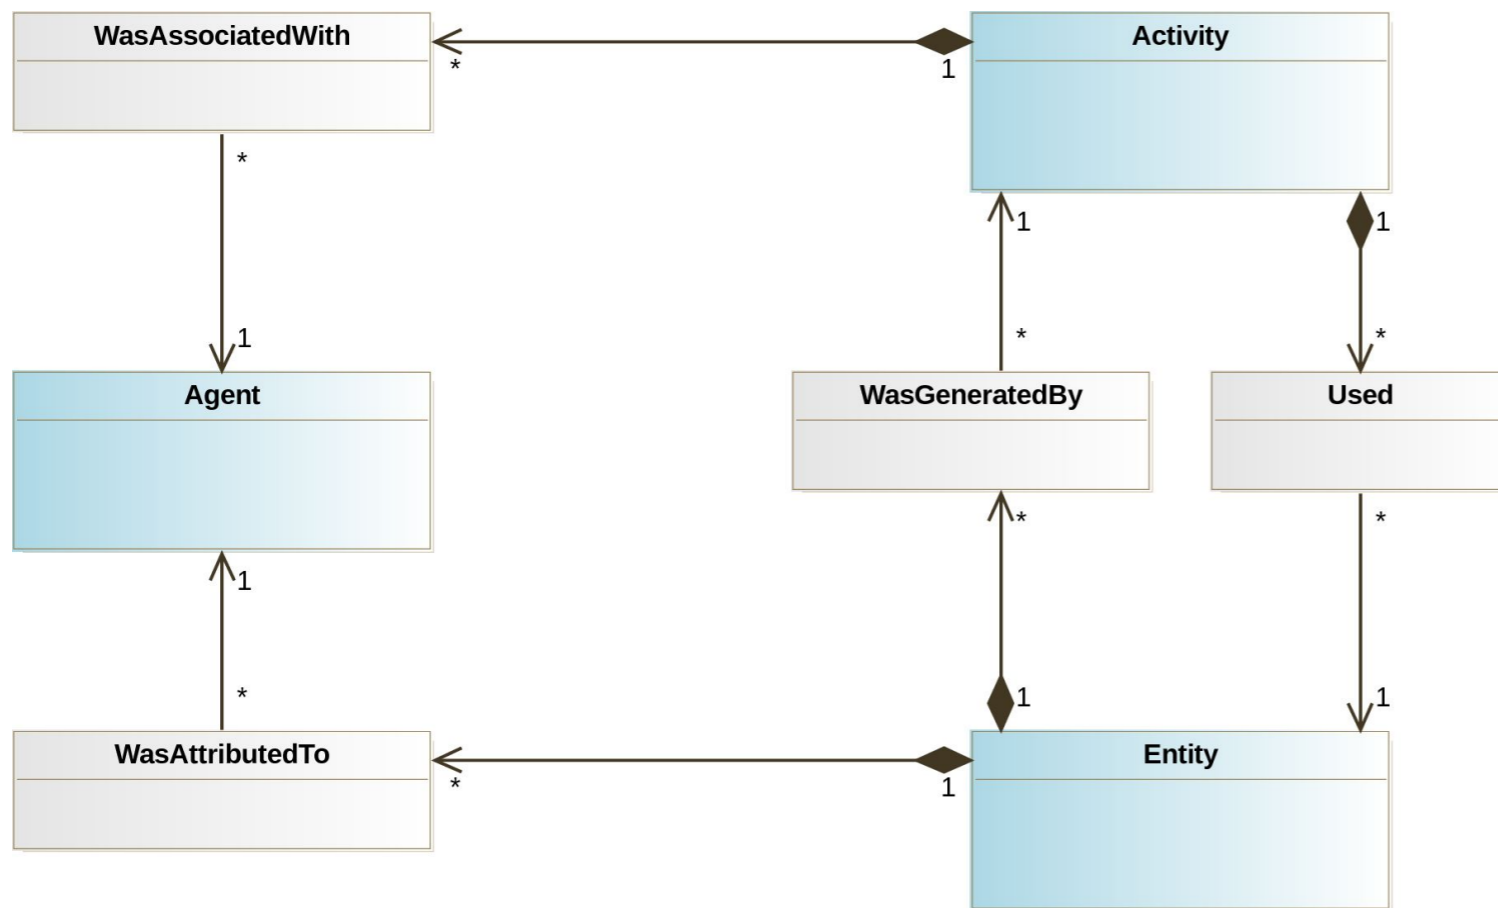 WasAssociatedWith
Activity
*
1
*
1
1
1
*
*
Agent
WasGeneratedBy
Used
*
*
1
*
1
1
WasAttributedTo
Entity
*
1